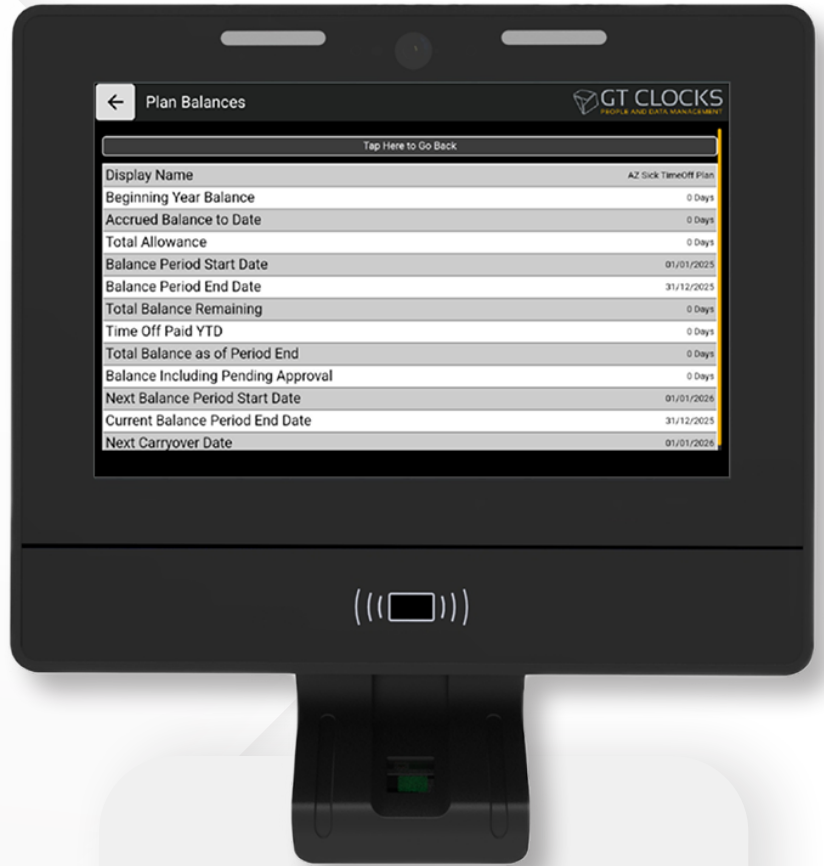 Plan Balances
GT CLOCKS
PEOPLE AND DATA MANAGEMENT
Tap Here to Go Back
Display Name AZ Sick TimeOff Plan
Beginning Year Balance 0 Days
Accrued Balance to Date 0 Days
Total Allowance 0 Days
Balance Period Start Date 01/01/2025
Balance Period End Date 31/12/2025
Total Balance Remaining 0 Days
Time Off Paid YTD 0 Days
Total Balance as of Period End 0 Days
Balance Including Pending Approval 0 Days
Next Balance Period Start Date 01/01/2026
Current Balance Period End Date 31/12/2025
Next Carryover Date 01/01/2026